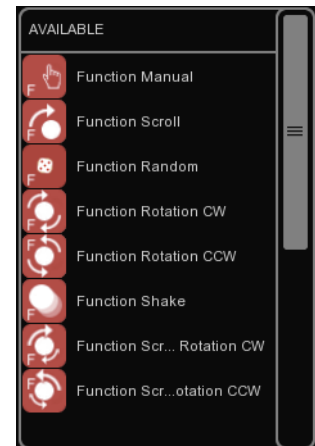 AVAILABLE
F
Function Manual
F
Function Scroll
F
Function Random
F
Function Rotation CW
F
Function Rotation CCW
F
Function Shake
F
Function Scr... Rotation CW
F
Function Scr...otation CCW